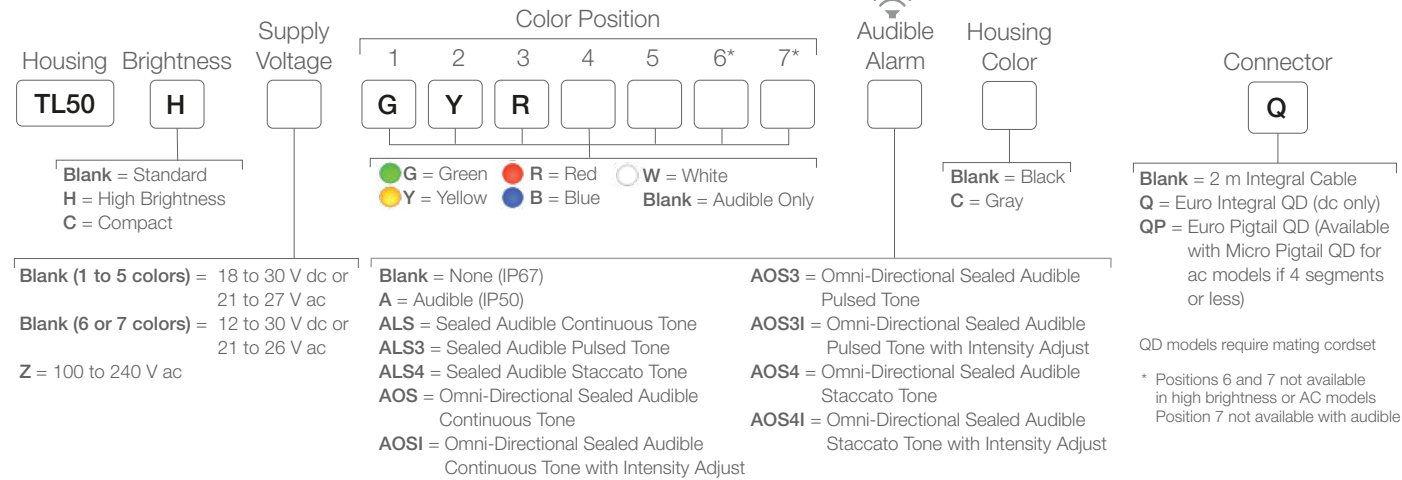 Housing
Brightness
Supply
Voltage
Color Position
1 2 3 4 5 6* 7*
Audible
Alarm
Housing
Color
Connector
TL50
H
G Y R
Q
Blank = Standard
H = High Brightness
C = Compact
G = Green R = Red W = White
Y = Yellow B = Blue Blank = Audible Only
Blank = Black
C = Gray
Blank = 2 m Integral Cable
Q = Euro Integral QD (dc only)
QP = Euro Pigtail QD (Available
with Micro Pigtail QD for
ac models if 4 segments
or less)
QD models require mating cordset
* Positions 6 and 7 not available
in high brightness or AC models
Position 7 not available with audible
Blank (1 to 5 colors) = 18 to 30 V dc or
21 to 27 V ac
Blank (6 or 7 colors) = 12 to 30 V dc or
21 to 26 V ac
Z = 100 to 240 V ac
Blank = None (IP67)
A = Audible (IP50)
ALS = Sealed Audible Continuous Tone
ALS3 = Sealed Audible Pulsed Tone
ALS4 = Sealed Audible Staccato Tone
AOS = Omni-Directional Sealed Audible
Continuous Tone
AOSI = Omni-Directional Sealed Audible
Continuous Tone with Intensity Adjust
AOS3 = Omni-Directional Sealed Audible
Pulsed Tone
AOS3I = Omni-Directional Sealed Audible
Pulsed Tone with Intensity Adjust
AOS4 = Omni-Directional Sealed Audible
Staccato Tone
AOS4I = Omni-Directional Sealed Audible
Staccato Tone with Intensity Adjust